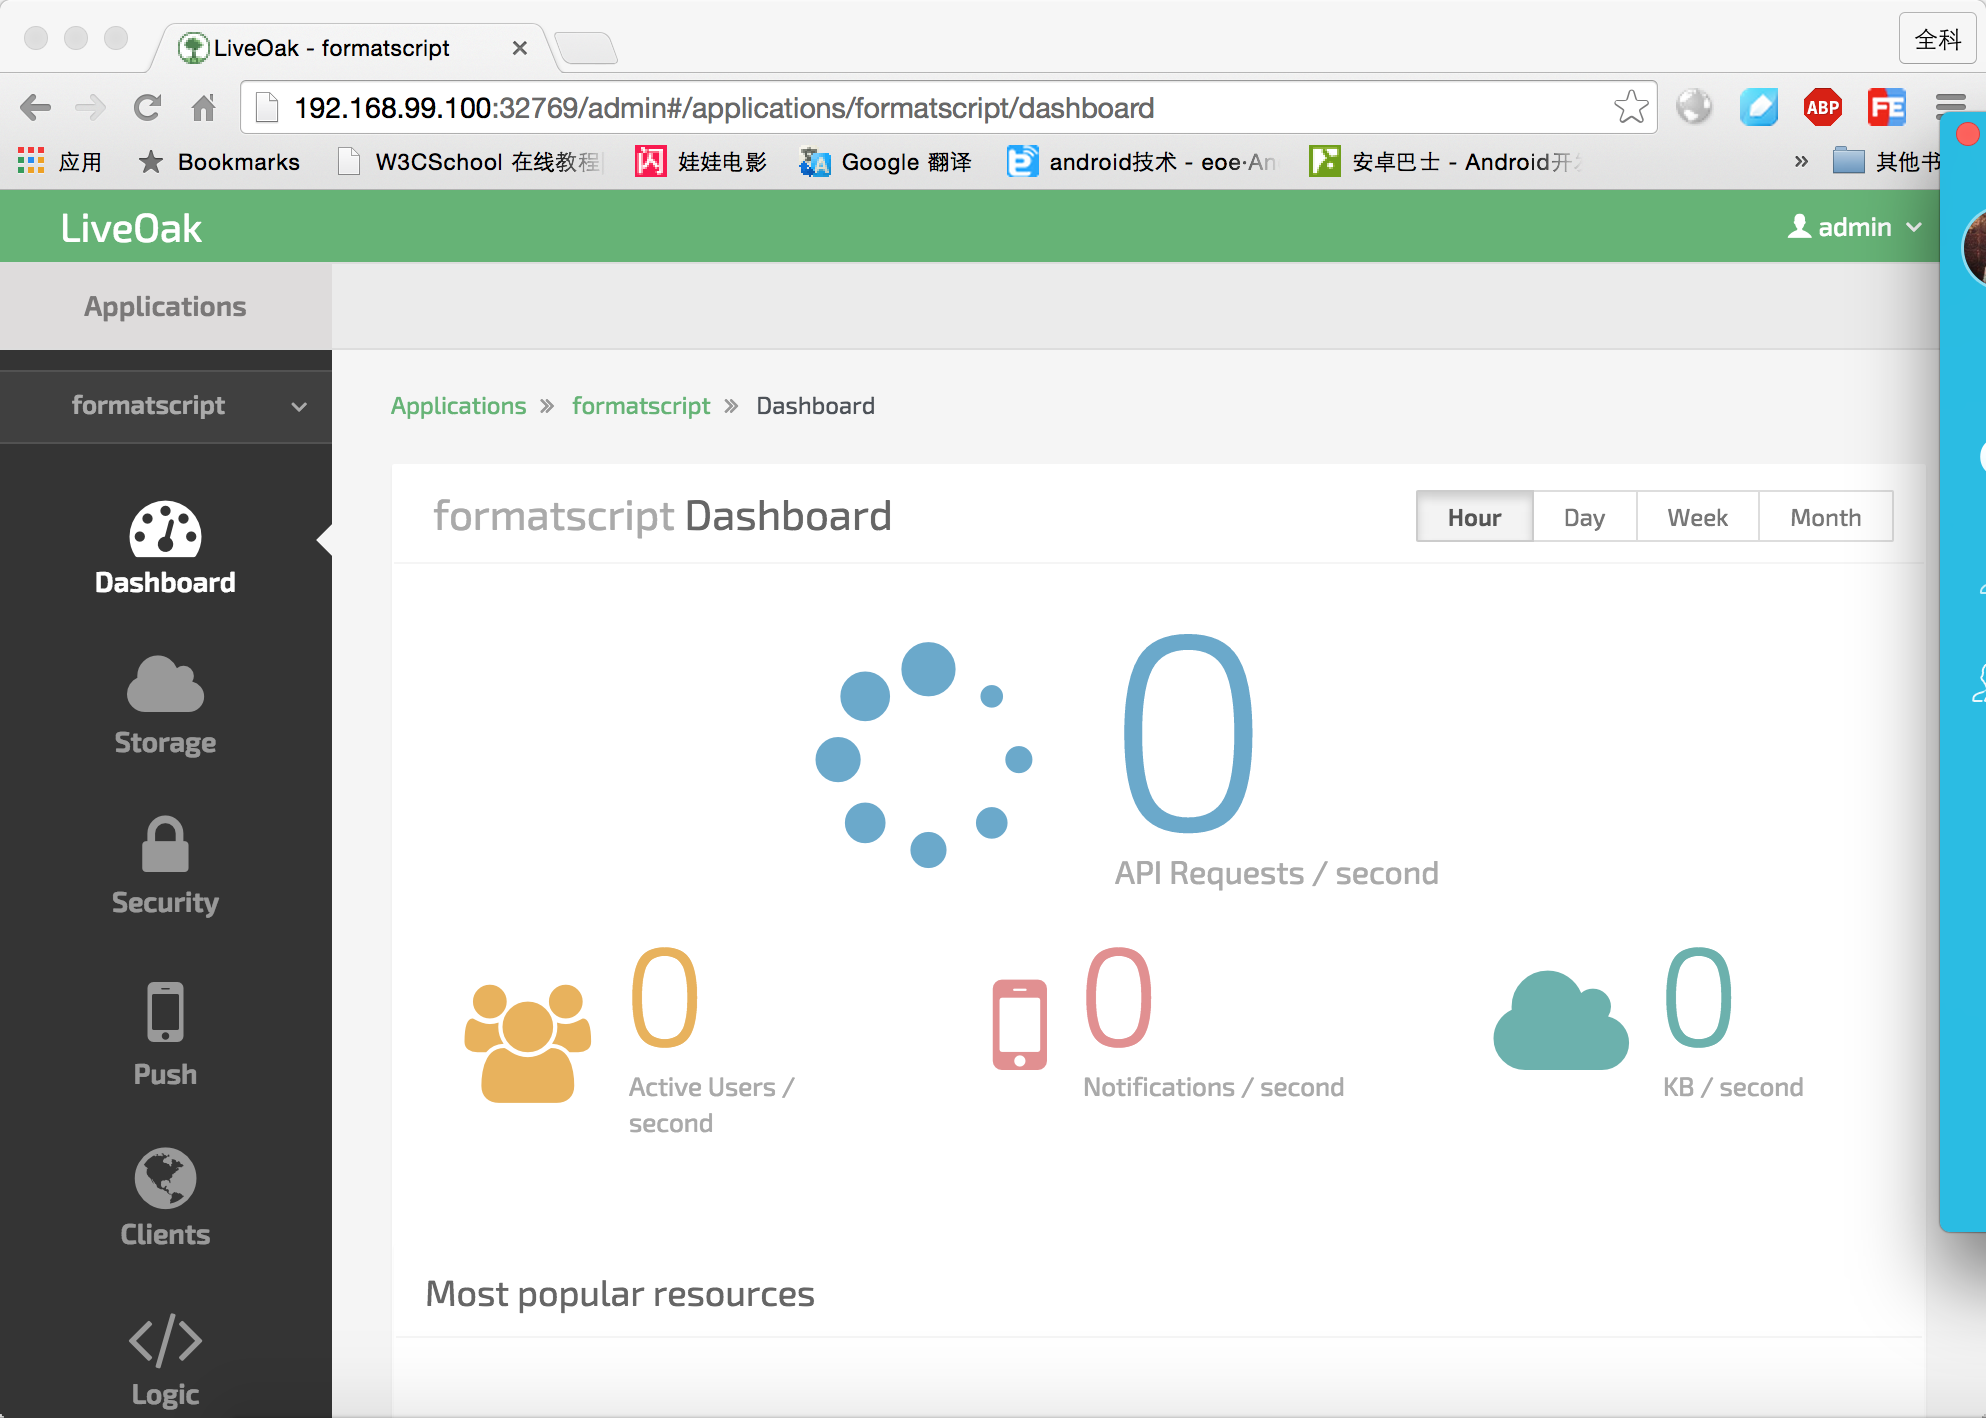 LiveOak - formatscript
全科
192.168.99.100:32769/admin#/applications/formatscript/dashboard
ABP
FE
应用
Bookmarks
W3CSchool 在线教程
闪
娃娃电影
Google 翻译
android技术 - eoe·An
安卓巴士 - Android开
»
其他书
LiveOak
admin
Applications
formatscript
Applications » formatscript » Dashboard
formatscript Dashboard
Hour
Day
Week
Month
Dashboard
Storage
Security
Push
Clients
Logic
0
API Requests / second
0
Active Users /
second
0
Notifications / second
0
KB / second
Most popular resources